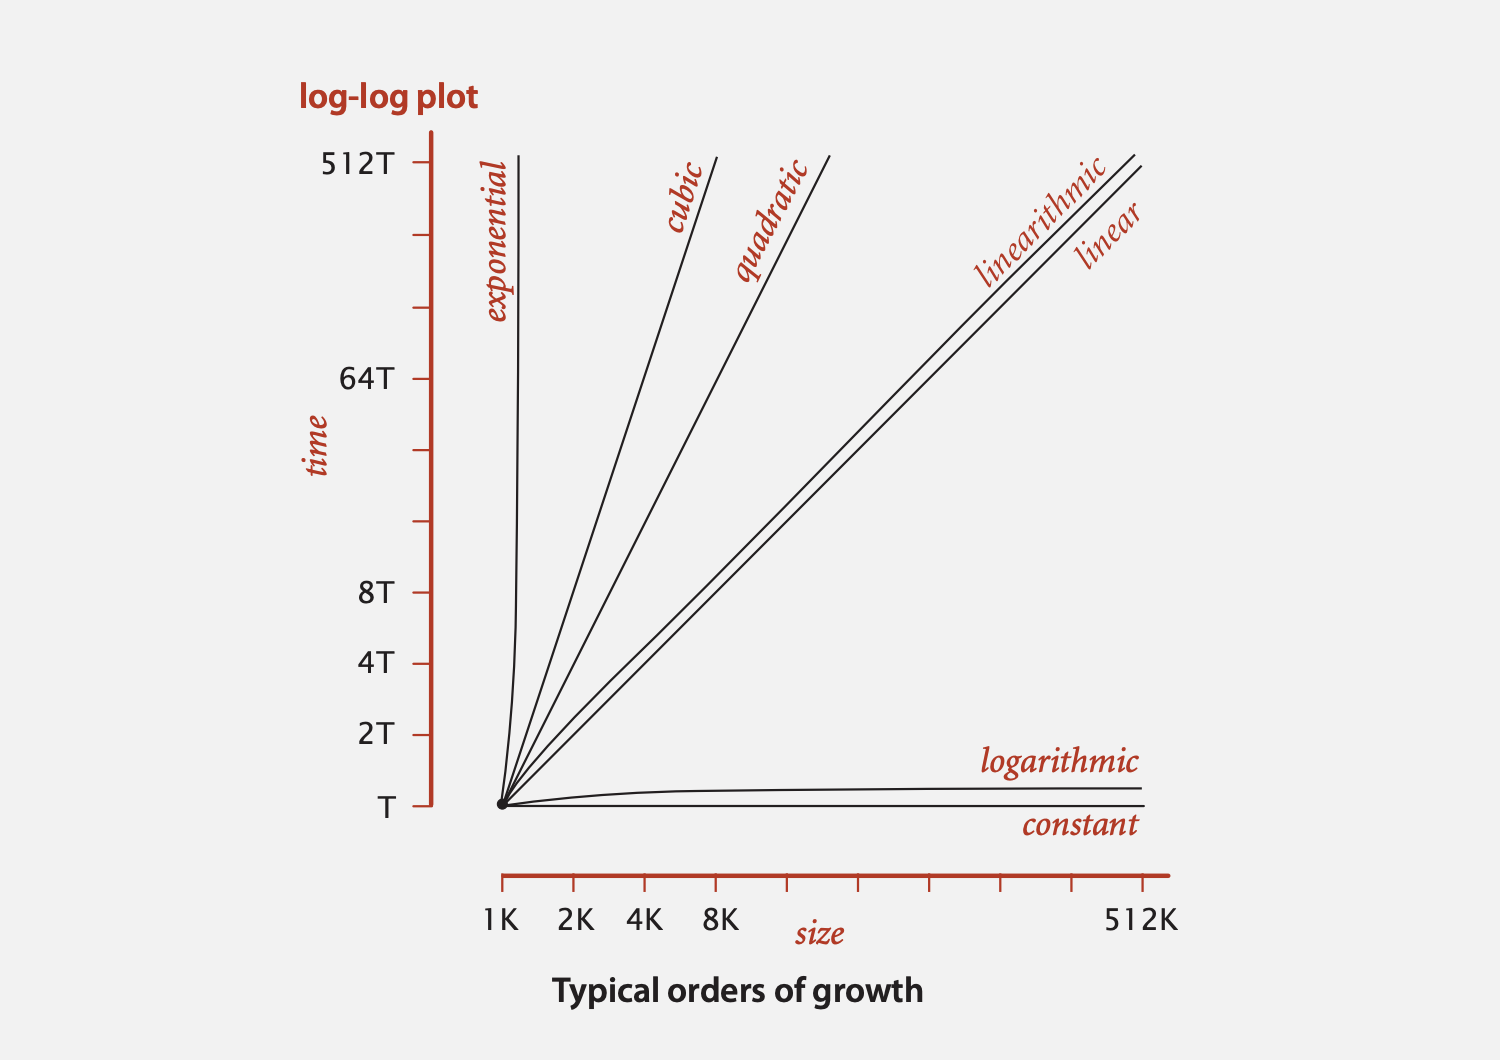 log-log plot
512T
64T
8T
4T
2T
T
time
exponential
cubic
quadratic
linearithmic
linear
logarithmic
constant
1K 2K 4K 8K 512K
size
Typical orders of growth